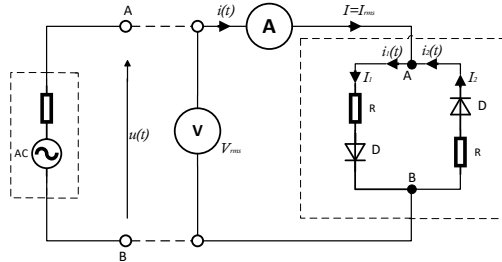 A
i(t)
A
I=Irms
i1(t)
i2(t)
A
I1
I2
R
D
D
R
AC
u(t)
V
Vrms
B
B